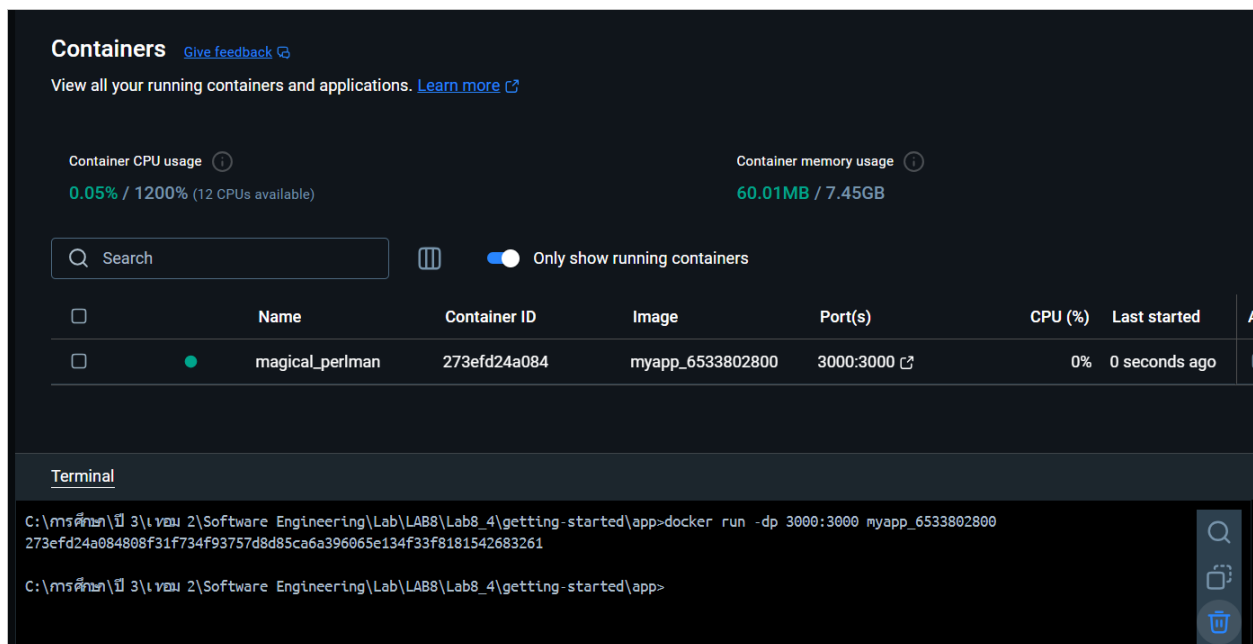 Containers Give feedback
View all your running containers and applications. Learn more
Container CPU usage
Container memory usage
0.05% / 1200% (12 CPUs available)
60.01MB / 7.45GB
Search
Only show running containers
Name Container ID Image Port(s) CPU (%) Last started
magical_perlman 273efd24a084 myapp_6533802800 3000:3000 0% 0 seconds ago
Terminal
C:\การศึกษา\ปี 3\เทอม 2\Software Engineering\Lab\LAB8\Lab8_4\getting-started\app>docker run -dp 3000:3000 myapp_6533802800
273efd24a084808f31f734f93757d8d85ca6a396065e134f33f8181542683261
C:\การศึกษา\ปี 3\เทอม 2\Software Engineering\Lab\LAB8\Lab8_4\getting-started\app>